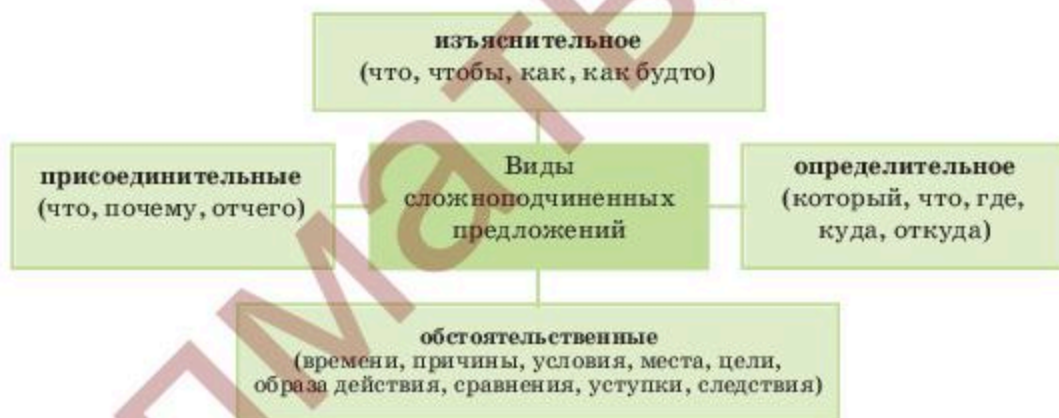 изъяснительное
(что, чтобы, как, как будто)
присоединительные
(что, почему, отчего)
Виды
сложноподчиненных
предложений
определительное
(который, что, где,
куда, откуда)
обстоятельственные
(времени, причины, условия, места, цели,
образа действия, сравнения, уступки, следствия)